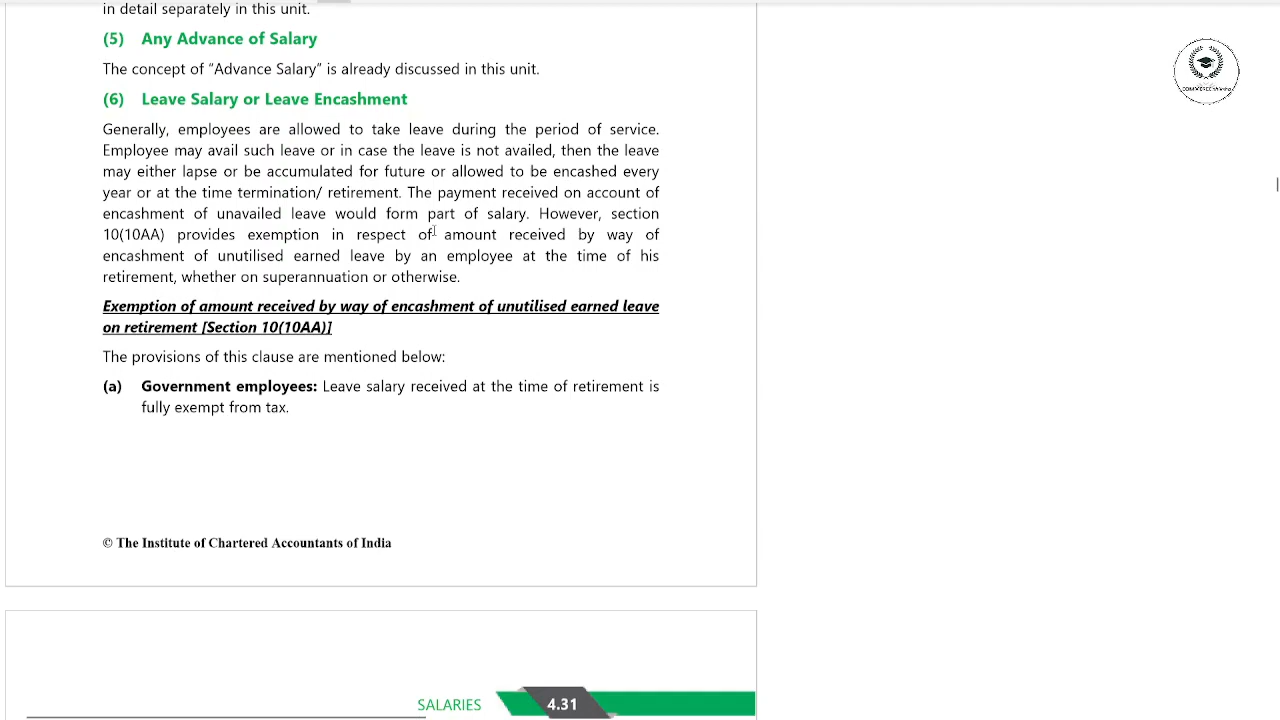 in detail separately in this unit.
(5) Any Advance of Salary
The concept of “Advance Salary” is already discussed in this unit.
(6) Leave Salary or Leave Encashment
Generally, employees are allowed to take leave during the period of service.
Employee may avail such leave or in case the leave is not availed, then the leave
may either lapse or be accumulated for future or allowed to be encashed every
year or at the time termination/ retirement. The payment received on account of
encashment of unavailed leave would form part of salary. However, section
10(10AA) provides exemption in respect of amount received by way of
encashment of unutilised earned leave by an employee at the time of his
retirement, whether on superannuation or otherwise.
Exemption of amount received by way of encashment of unutilised earned leave
on retirement [Section 10(10AA)]
The provisions of this clause are mentioned below:
(a) Government employees: Leave salary received at the time of retirement is
fully exempt from tax.
© The Institute of Chartered Accountants of India
SALARIES 4.31